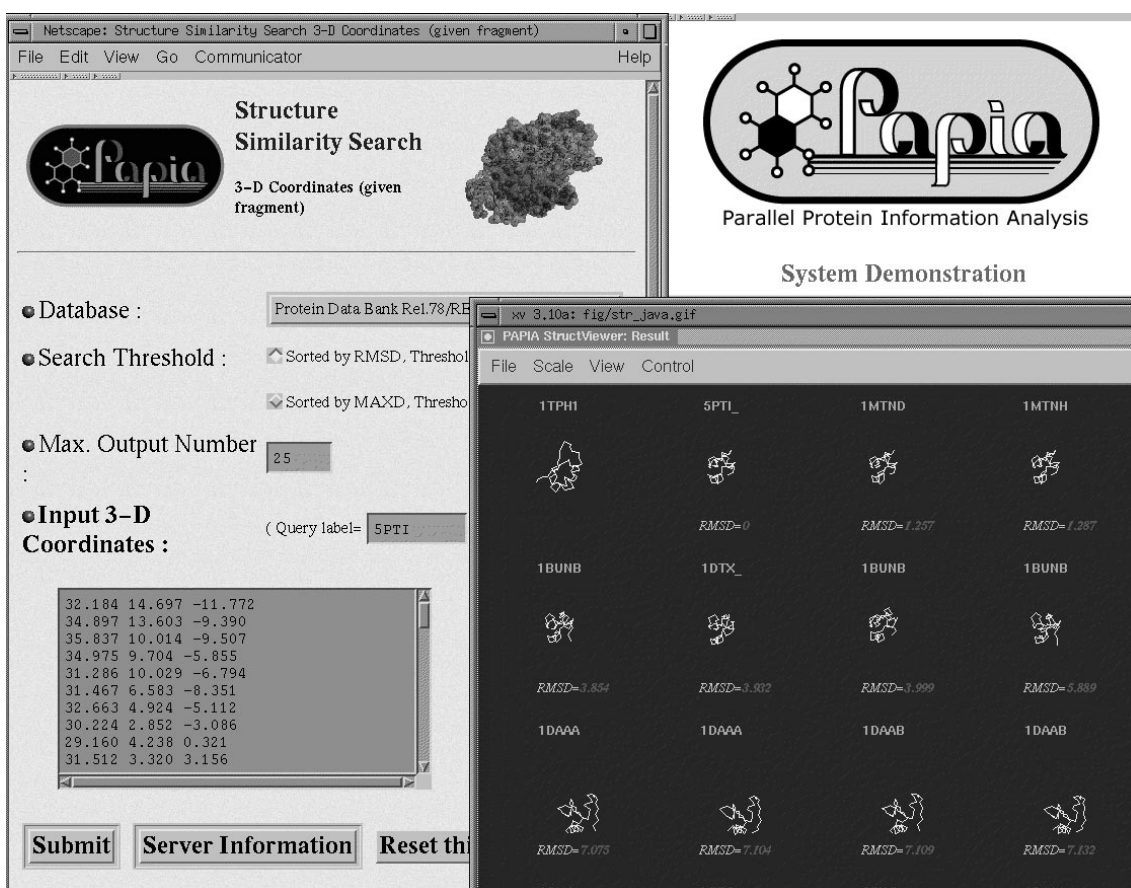 Netscape: Structure Similarity Search 3-D Coordinates (given fragment)
File Edit View Go Communicator Help
Papia
Structure
Similarity Search
3-D Coordinates (given
fragment)
Database :
Protein Data Bank Rel.78/RE
Search Threshold :
Sorted by RMSD, Threshol
Sorted by MAXD, Thresho
Max. Output Number
:
25
Input 3-D
Coordinates :
( Query label= 5PTI
32.184 14.697 -11.772
34.897 13.603 -9.390
35.837 10.014 -9.507
34.975 9.704 -5.855
31.286 10.029 -6.794
31.467 6.583 -8.351
32.663 4.924 -5.112
30.224 2.852 -3.086
29.160 4.238 0.321
31.512 3.320 3.156
Submit
Server Information
Reset thi
Papia
Parallel Protein Information Analysis
System Demonstration
xv 3.10a: fig/str_java.gif
PAPIA StructViewer: Result
File Scale View Control
1TPH1 5PTI_ 1MTND 1MTNH
RMSD=0 RMSD=1.257 RMSD=1.287
1BUNB 1DTX_ 1BUNB 1BUNB
RMSD=3.854 RMSD=3.932 RMSD=3.999 RMSD=5.889
1DAAA 1DAAA 1DAAB 1DAAB
RMSD=7.075 RMSD=7.104 RMSD=7.109 RMSD=7.132